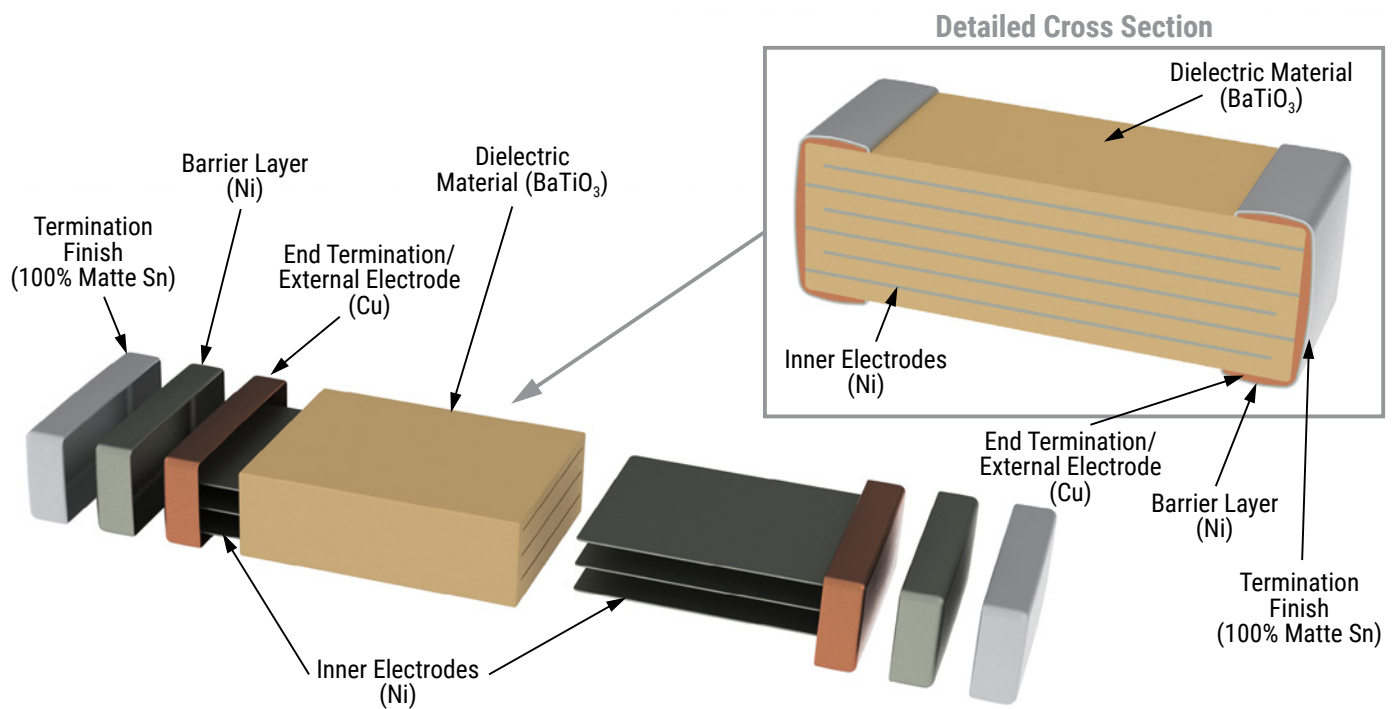 Detailed Cross Section
Dielectric Material
(BaTiO₃)
Inner Electrodes
(Ni)
End Termination/
External Electrode
(Cu)
Barrier Layer
(Ni)
Termination
Finish
(100% Matte Sn)
Termination
Finish
(100% Matte Sn)
Barrier Layer
(Ni)
End Termination/
External Electrode
(Cu)
Dielectric
Material (BaTiO₃)
Inner Electrodes
(Ni)